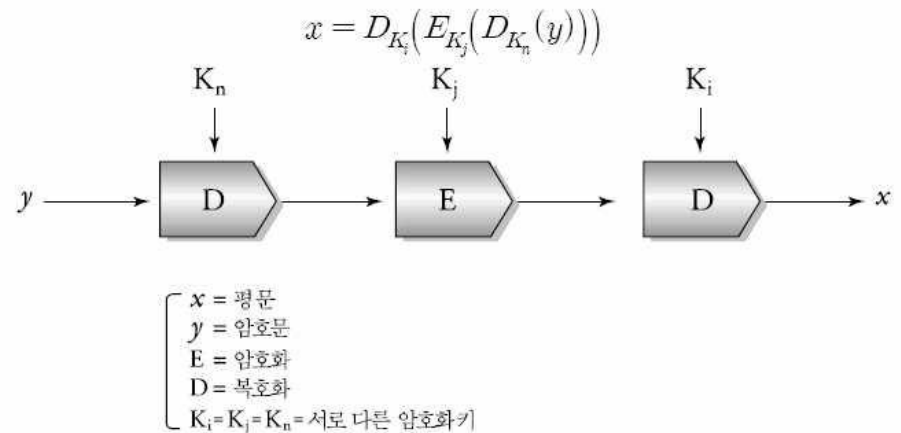 x = D_{K_i}(E_{K_j}(D_{K_n}(y)))
K_n K_j K_i
y D E D x
x = 평문
y = 암호문
E = 암호화
D = 복호화
K_i=K_j=K_n= 서로 다른 암호화키